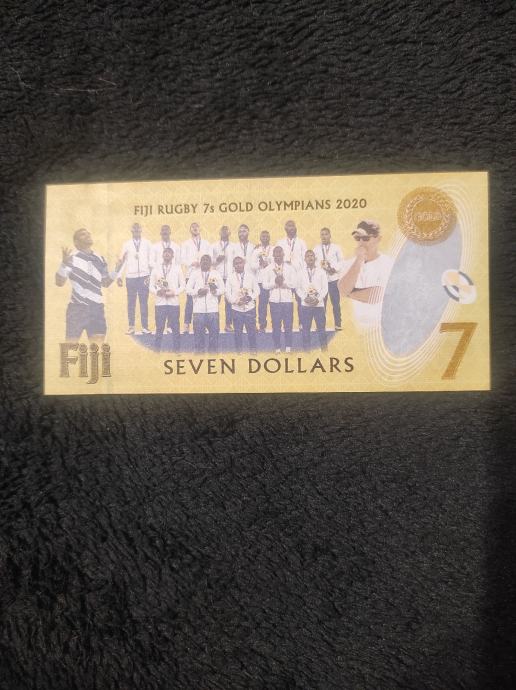 FIJI RUGBY 7s GOLD OLYMPIANS 2020
GOLD
Fiji
SEVEN DOLLARS
7